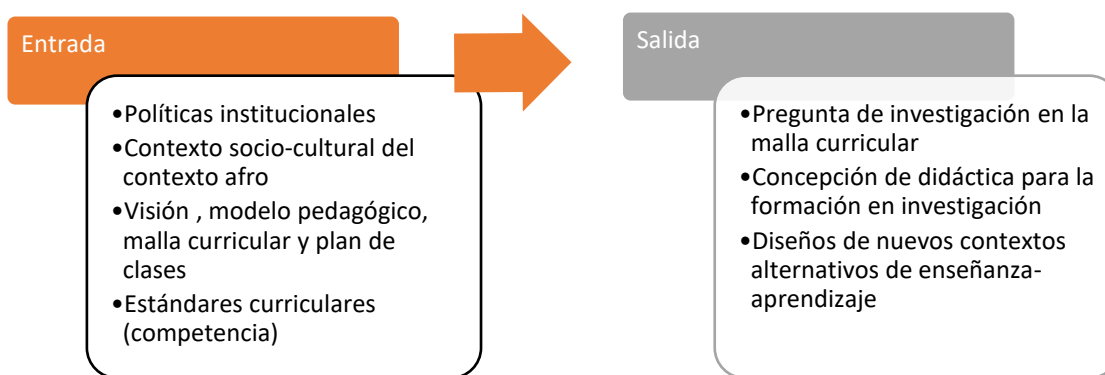 Entrada
•Políticas institucionales
•Contexto socio-cultural del
contexto afro
•Visión , modelo pedagógico,
malla curricular y plan de
clases
•Estándares curriculares
(competencia)
Salida
•Pregunta de investigación en la
malla curricular
•Concepción de didáctica para la
formación en investigación
•Diseños de nuevos contextos
alternativos de enseñanza-
aprendizaje